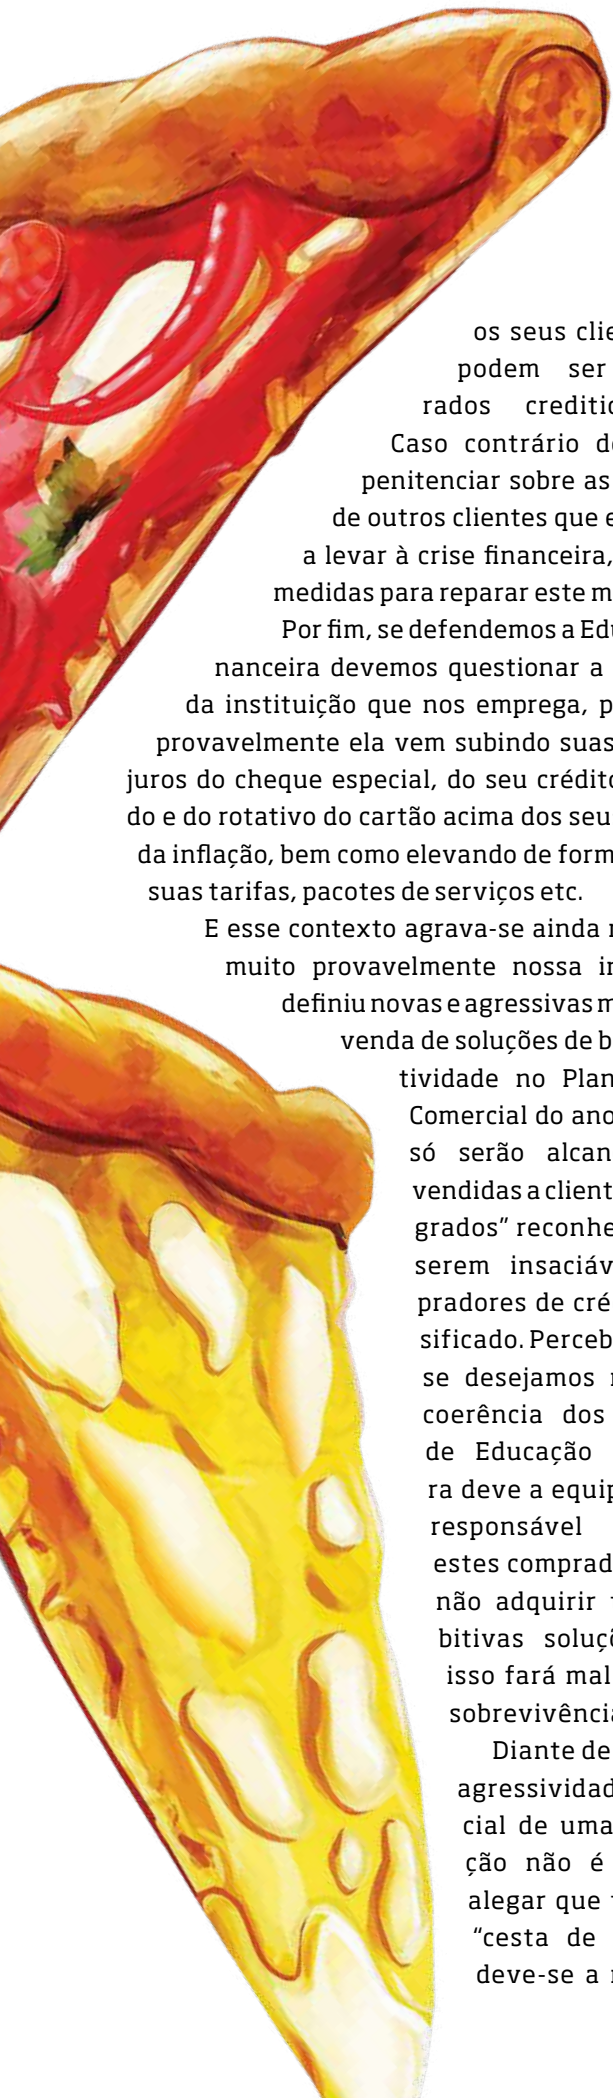 os seus clie
podem ser
rados creditic
Caso contrário de
penitenciar sobre as
de outros clientes que e
a levar à crise financeira,
medidas para reparar este m
Por fim, se defendemos a Edu
nanceira devemos questionar a
da instituição que nos emprega, p
provavelmente ela vem subindo suas
juros do cheque especial, do seu crédito
do e do rotativo do cartão acima dos seu
da inflação, bem como elevando de form
suas tarifas, pacotes de serviços etc.
E esse contexto agrava-se ainda m
muito provavelmente nossa in
definiu novas e agressivas m
venda de soluções de b
tividade no Plan
Comercial do ano
só serão alcan
vendidas a client
grados” reconhe
serem insaciáv
pradores de cré
sificado. Perceb
se desejamos m
coerência dos
de Educação
ra deve a equip
responsável
estes comprad
não adquirir t
bitivas soluçõ
isso fará mal
sobrevivência
Diante de
agressividad
cial de uma
ção não é
alegar que t
“cesta de
deve-se a m